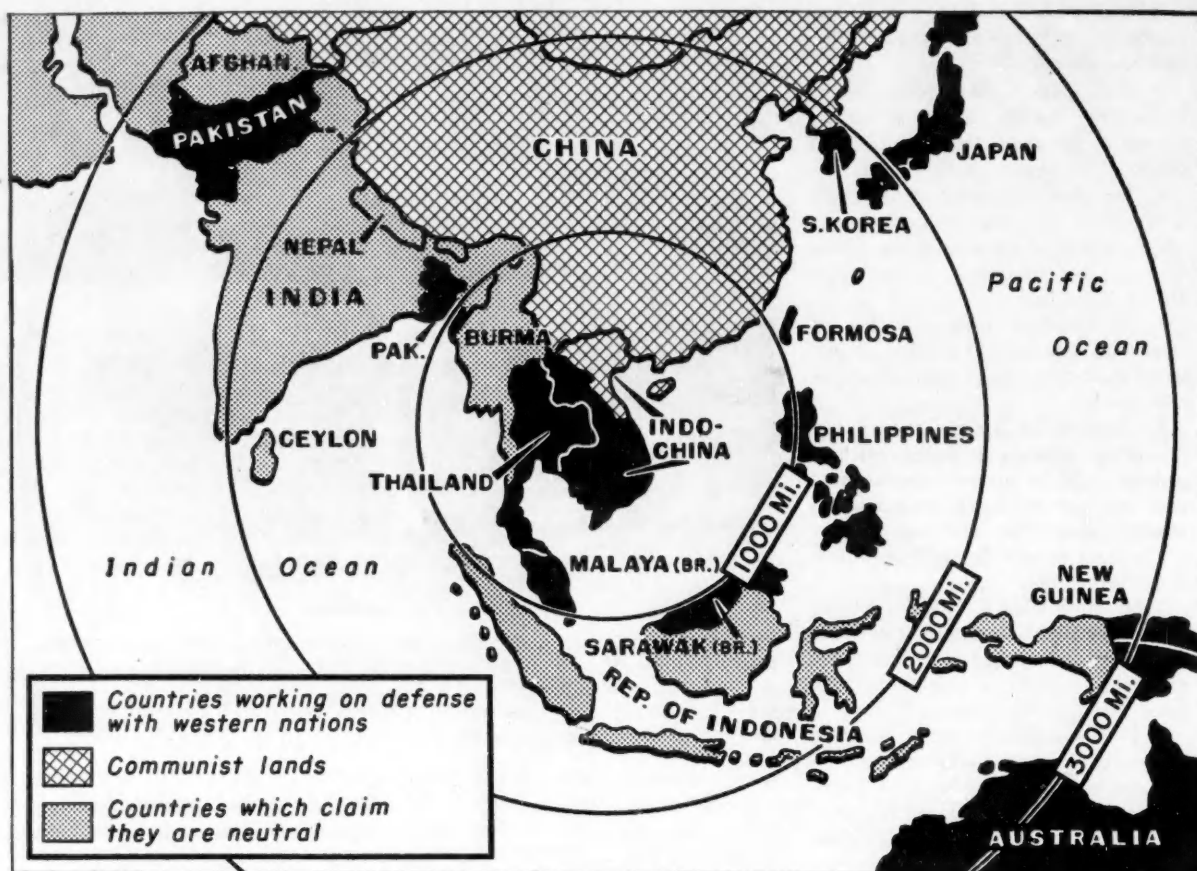 AFGHAN.
PAKISTAN
CHINA
JAPAN
S. KOREA
NEPAL
INDIA
Pacific
Ocean
PAK.
BURMA
FORMOSA
CEYLON
INDO-
CHINA
PHILIPPINES
THAILAND
1000 Mi.
Indian Ocean
MALAYA (BR.)
NEW
GUINEA
2000 Mi.
SARAWAK (BR.)
REP. OF INDONESIA
3000 Mi.
AUSTRALIA
Countries working on defense
with western nations
Communist lands
Countries which claim
they are neutral